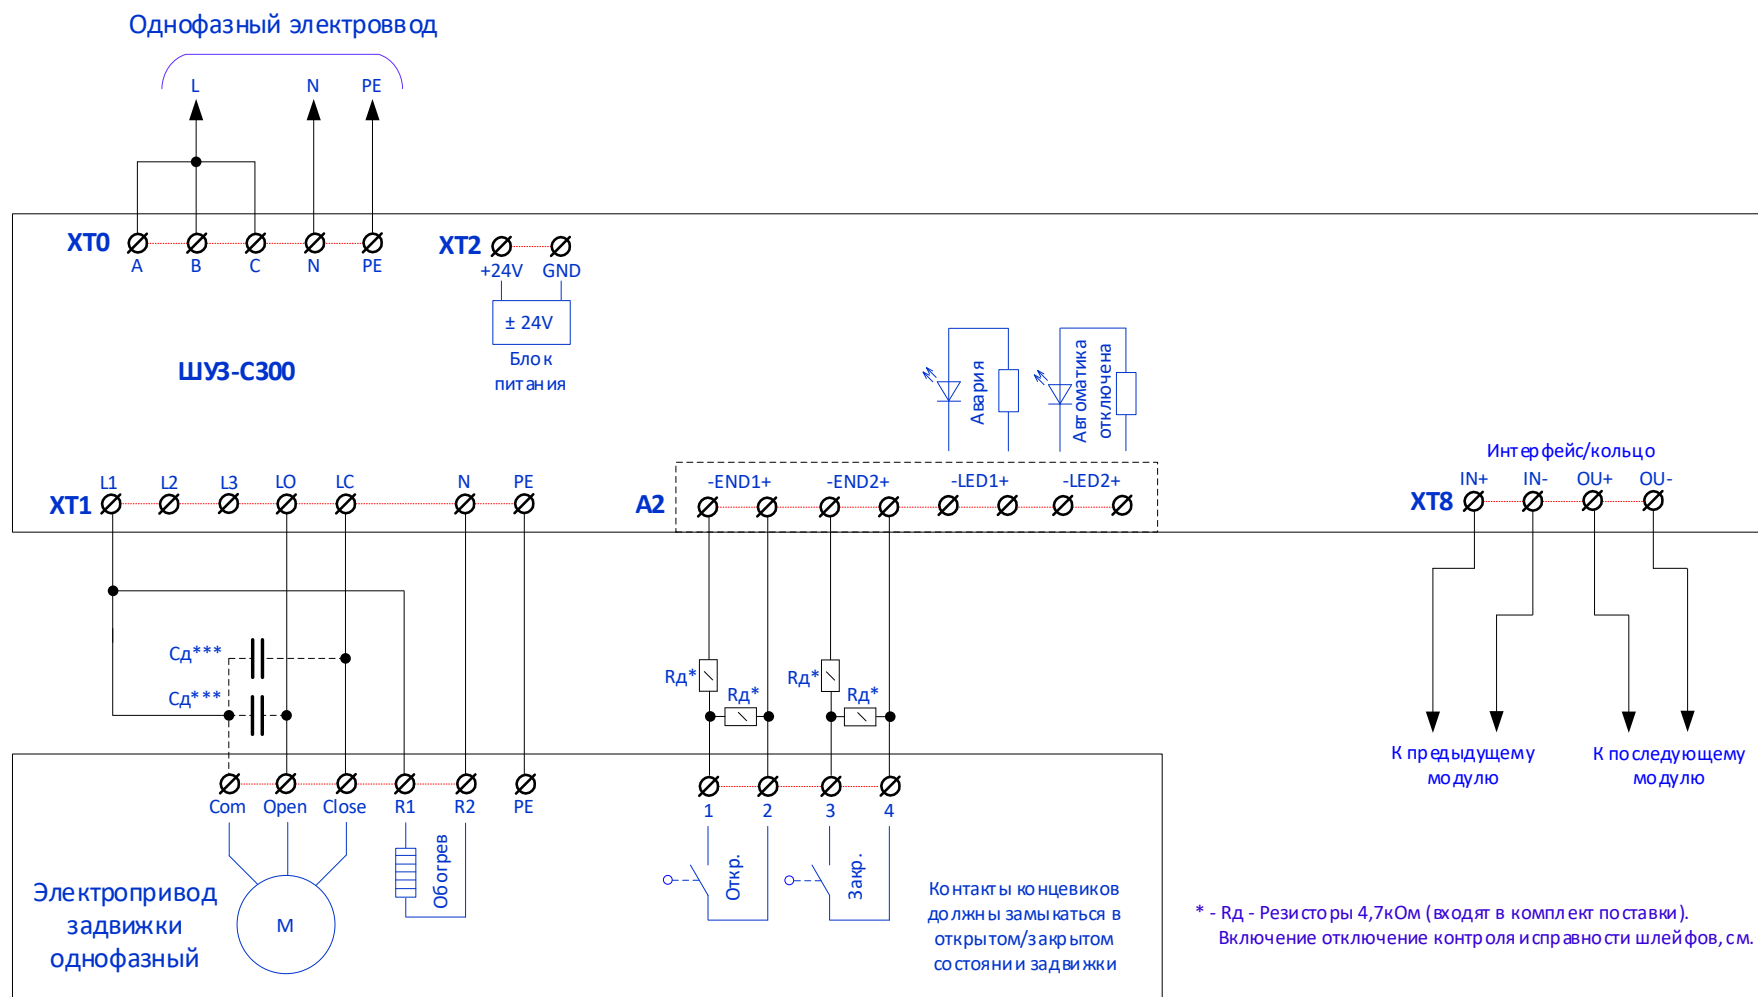 Однофазный электроввод
L N PE
XT0
A B C N PE
XT2
+24V GND
± 24V
Блок
питания
ШУЗ-С300
Авария
Автоматика
отключена
XT1
L1 L2 L3 LO LC N PE
A2
-END1+ -END2+ -LED1+ -LED2+
Интерфейс/кольцо
XT8
IN+ IN- OU+ OU-
Сд***
Сд***
Rд*
Rд*
Rд*
Rд*
К предыдущему
модулю
К последующему
модулю
Com Open Close R1 R2 PE
1 2 3 4
Обогрев
Откр.
Закр.
Электропривод
задвижки
однофазный
M
Контакты концевиков
должны замыкаться в
открытом/закрытом
состоянии задвижки
* - Rд - Резисторы 4,7кОм (входят в комплект поставки).
Включение отключение контроля исправности шлейфов, см.